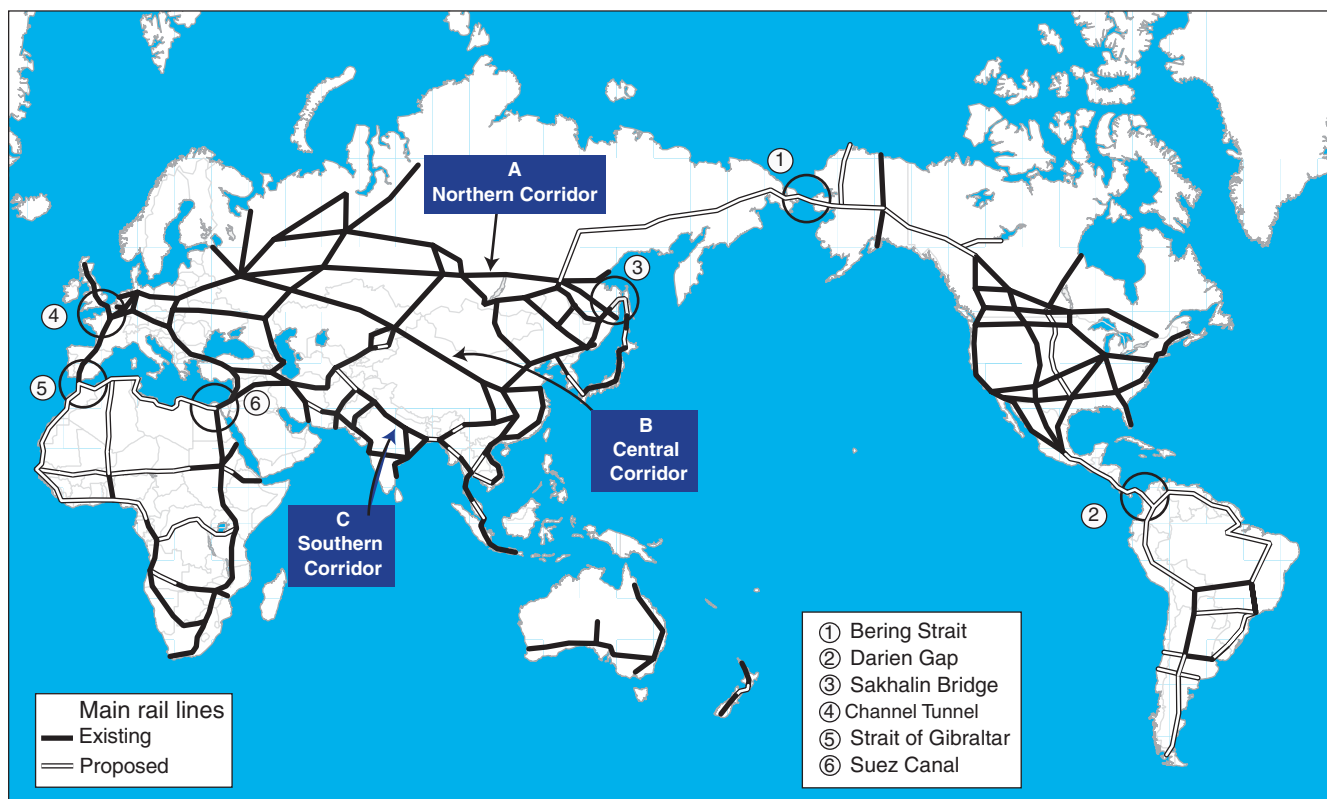 A
Northern Corridor
1
3
4
5
6
B
Central
Corridor
C
Southern
Corridor
2
Main rail lines
Existing
Proposed
1 Bering Strait
2 Darien Gap
3 Sakhalin Bridge
4 Channel Tunnel
5 Strait of Gibraltar
6 Suez Canal